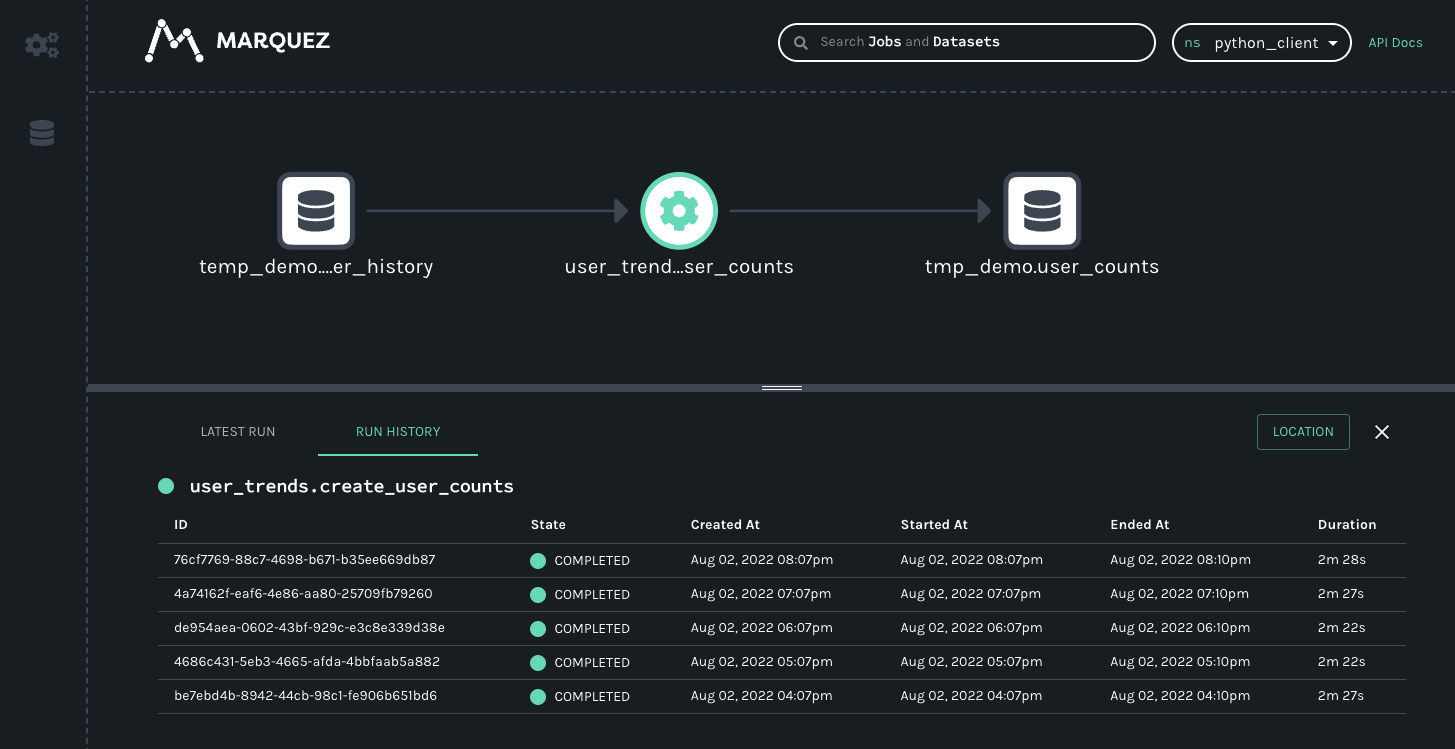 MARQUEZ
Search Jobs and Datasets
ns python_client
API Docs
temp_demo....er_history
user_trend...ser_counts
tmp_demo.user_counts
LATEST RUN
RUN HISTORY
LOCATION
user_trends.create_user_counts
ID State Created At Started At Ended At Duration
76cf7769-88c7-4698-b671-b35ee669db87 COMPLETED Aug 02, 2022 08:07pm Aug 02, 2022 08:07pm Aug 02, 2022 08:10pm 2m 28s
4a74162f-eaf6-4e86-aa80-25709fb79260 COMPLETED Aug 02, 2022 07:07pm Aug 02, 2022 07:07pm Aug 02, 2022 07:10pm 2m 27s
de954aea-0602-43bf-929c-e3c8e339d38e COMPLETED Aug 02, 2022 06:07pm Aug 02, 2022 06:07pm Aug 02, 2022 06:10pm 2m 22s
4686c431-5eb3-4665-afda-4bbfaab5a882 COMPLETED Aug 02, 2022 05:07pm Aug 02, 2022 05:07pm Aug 02, 2022 05:10pm 2m 22s
be7ebd4b-8942-44cb-98c1-fe906b651bd6 COMPLETED Aug 02, 2022 04:07pm Aug 02, 2022 04:07pm Aug 02, 2022 04:10pm 2m 27s